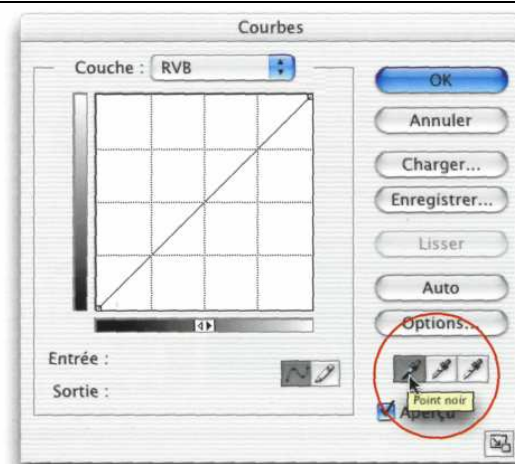 Courbes
Couche : RVB
OK
Annuler
Charger...
Enregistrer...
Lisser
Auto
Options...
Entrée :
Sortie :
Point noir
Aperçu